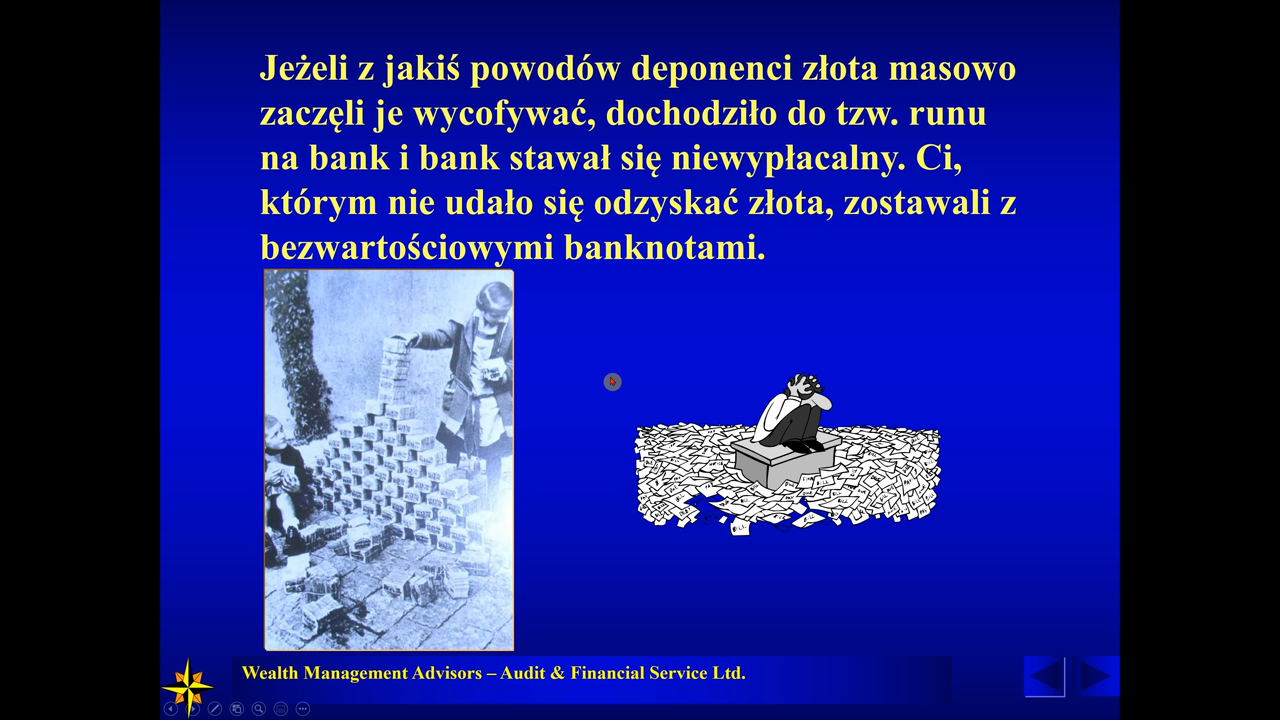 Jeżeli z jakiś powodów deponenci złota masowo
zaczęli je wycofywać, dochodziło do tzw. runu
na bank i bank stawał się niewypłacalny. Ci,
którym nie udało się odzyskać złota, zostawali z
bezwartościowymi banknotami.
Wealth Management Advisors – Audit & Financial Service Ltd.